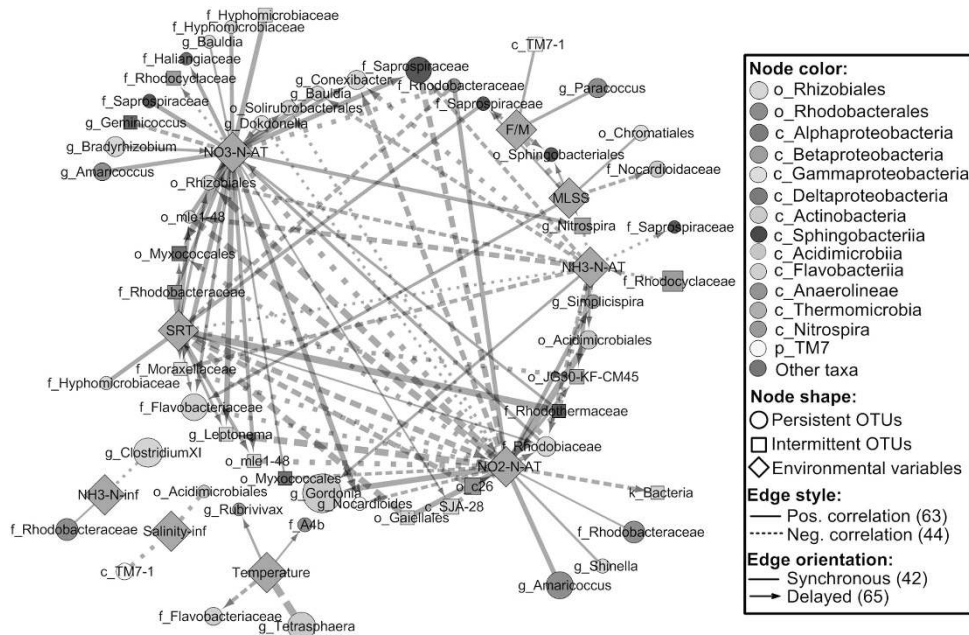 f_Hyphomicrobiaceae
f_Hyphomicrobiaceae
g_Bauldia
c_TM7-1
f_Haliangiaceae
f_Saprospiraceae
g_Conexibacter
f_Rhodocyclaceae
f_Rhodobacteraceae
g_Paracoccus
g_Bauldia
f_Saprospiraceae
f_Saprospiraceae
o_Solirubrobacterales
g_Geminicoccus
g_Dokdonella
F/M
o_Chromatiales
g_Bradyrhizobium
NO3-N-AT
o_Sphingobacteriales
f_Nocardioidaceae
g_Amaricoccus
o_Rhizobiales
MLSS
o_mle1-48
g_Nitrospira
f_Saprospiraceae
o_Myxococcales
NH3-N-AT
f_Rhodocyclaceae
f_Rhodobacteraceae
g_Simplicispira
SRT
o_Acidimicrobiales
f_Moraxellaceae
o_JG30-KF-CM45
f_Hyphomicrobiaceae
f_Flavobacteriaceae
f_Rhodothermaceae
g_Leptonema
f_Rhodobiaceae
g_ClostridiumXI
o_mle1-48
NO2-N-AT
o_Myxococcales
NH3-N-inf
o_Acidimicrobiales
g_Gordonia
o_c26
k_Bacteria
g_Nocardioides
g_Rubrivivax
c_SJA-28
f_Rhodobacteraceae
Salinity-inf
f_A4b
o_Gaiellales
f_Rhodobacteraceae
c_TM7-1
Temperature
g_Shinella
g_Amaricoccus
f_Flavobacteriaceae
g_Tetrasphaera
Node color:
o_Rhizobiales
o_Rhodobacterales
c_Alphaproteobacteria
c_Betaproteobacteria
c_Gammaproteobacteria
c_Deltaproteobacteria
c_Actinobacteria
c_Sphingobacteriia
c_Acidimicrobiia
c_Flavobacteriia
c_Anaerolineae
c_Thermomicrobia
c_Nitrospira
p_TM7
Other taxa
Node shape:
Persistent OTUs
Intermittent OTUs
Environmental variables
Edge style:
Pos. correlation (63)
Neg. correlation (44)
Edge orientation:
Synchronous (42)
Delayed (65)